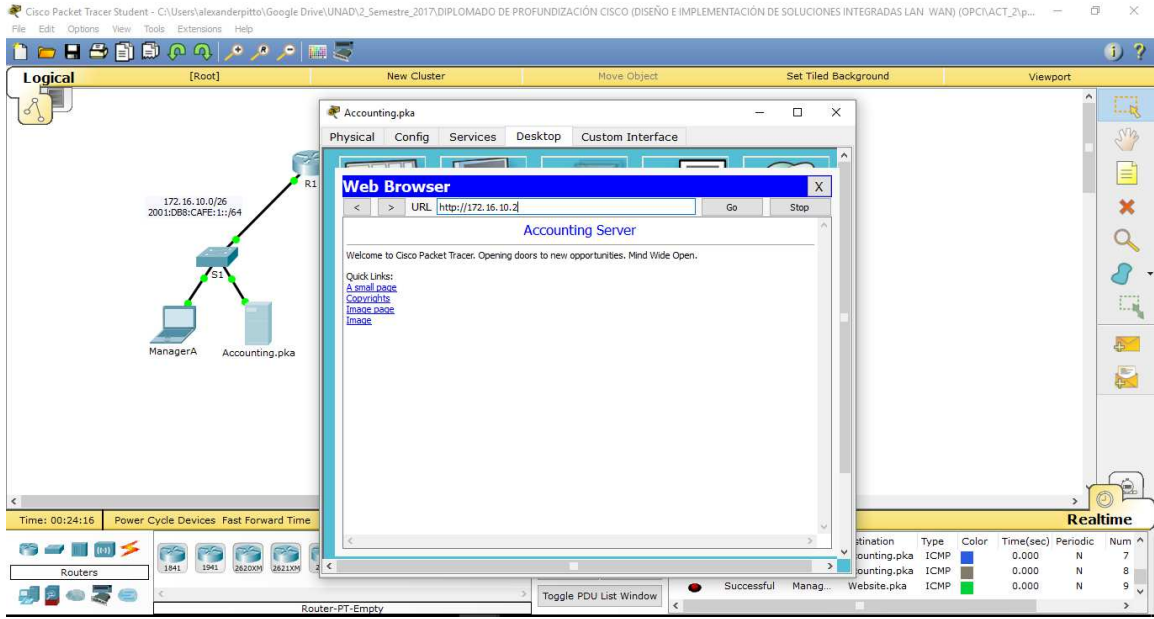 Cisco Packet Tracer Student - C:\Users\alexanderpitto\Google Drive\UNAD\2_Semestre_2017\DIPLOMADO DE PROFUNDIZACIÓN CISCO (DISEÑO E IMPLEMENTACIÓN DE SOLUCIONES INTEGRADAS LAN WAN) (OPCI\ACT_2\p...
File Edit Options View Tools Extensions Help
Logical [Root] New Cluster Move Object Set Tiled Background Viewport
Accounting.pka
Physical Config Services Desktop Custom Interface
Web Browser X
< > URL http://172.16.10.2 Go Stop
Accounting Server
Welcome to Cisco Packet Tracer. Opening doors to new opportunities. Mind Wide Open.
Quick Links:
A small page
Copyrights
Image page
Image
R1
172.16.10.0/26
2001:DB8:CAFE:1::/64
S1
ManagerA
Accounting.pka
Time: 00:24:16 Power Cycle Devices Fast Forward Time Realtime
Routers
1841 1941 2620XM 2621XM
Router-PT-Empty
Toggle PDU List Window
stination Type Color Time(sec) Periodic Num
ounting.pka ICMP 0.000 N 7
ounting.pka ICMP 0.000 N 8
Successful Manag... Website.pka ICMP 0.000 N 9